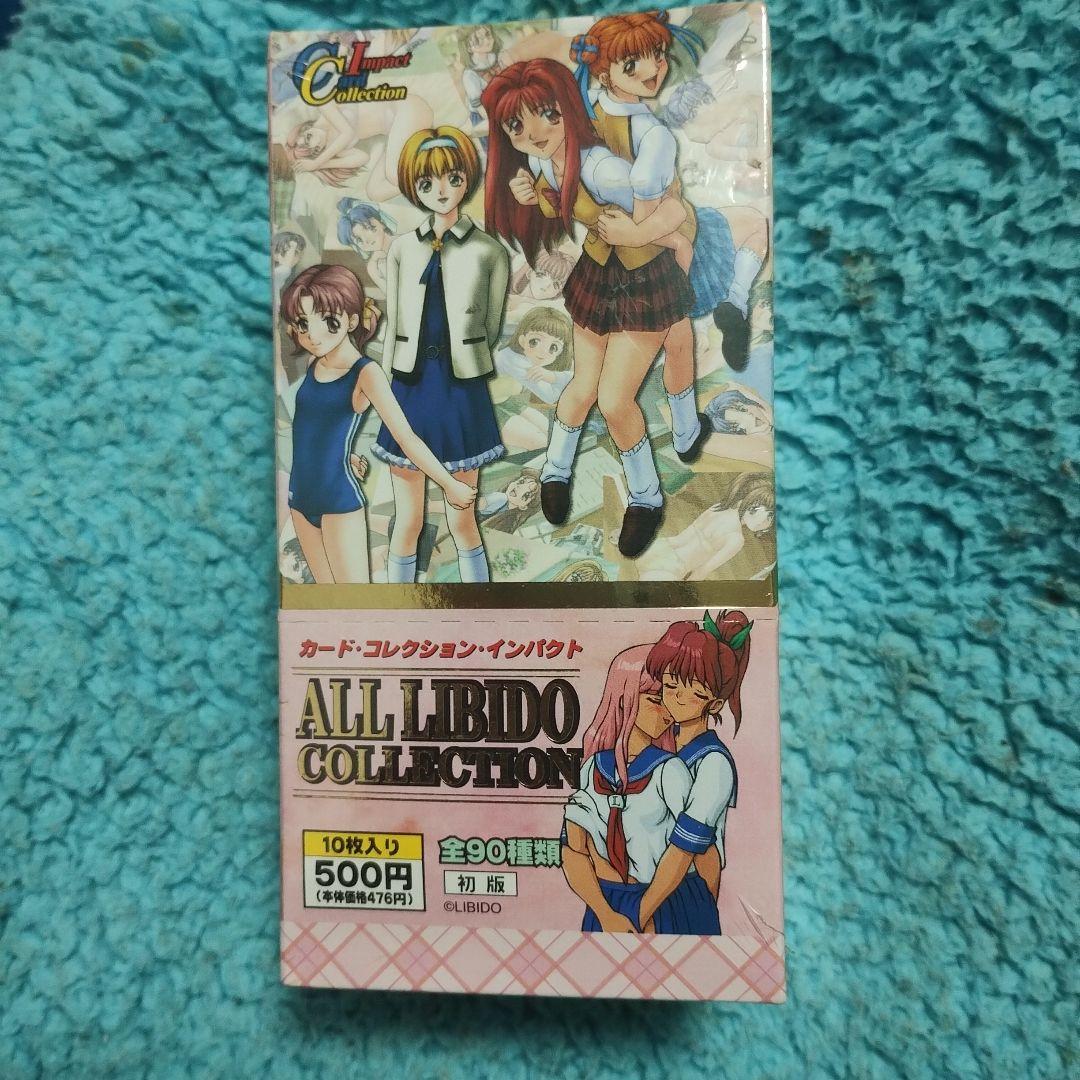 Card Collection Impact
カード・コレクション・インパクト
ALL LIBIDO
COLLECTION
10枚入り
500円
(本体価格476円)
全90種類
初版
©LIBIDO